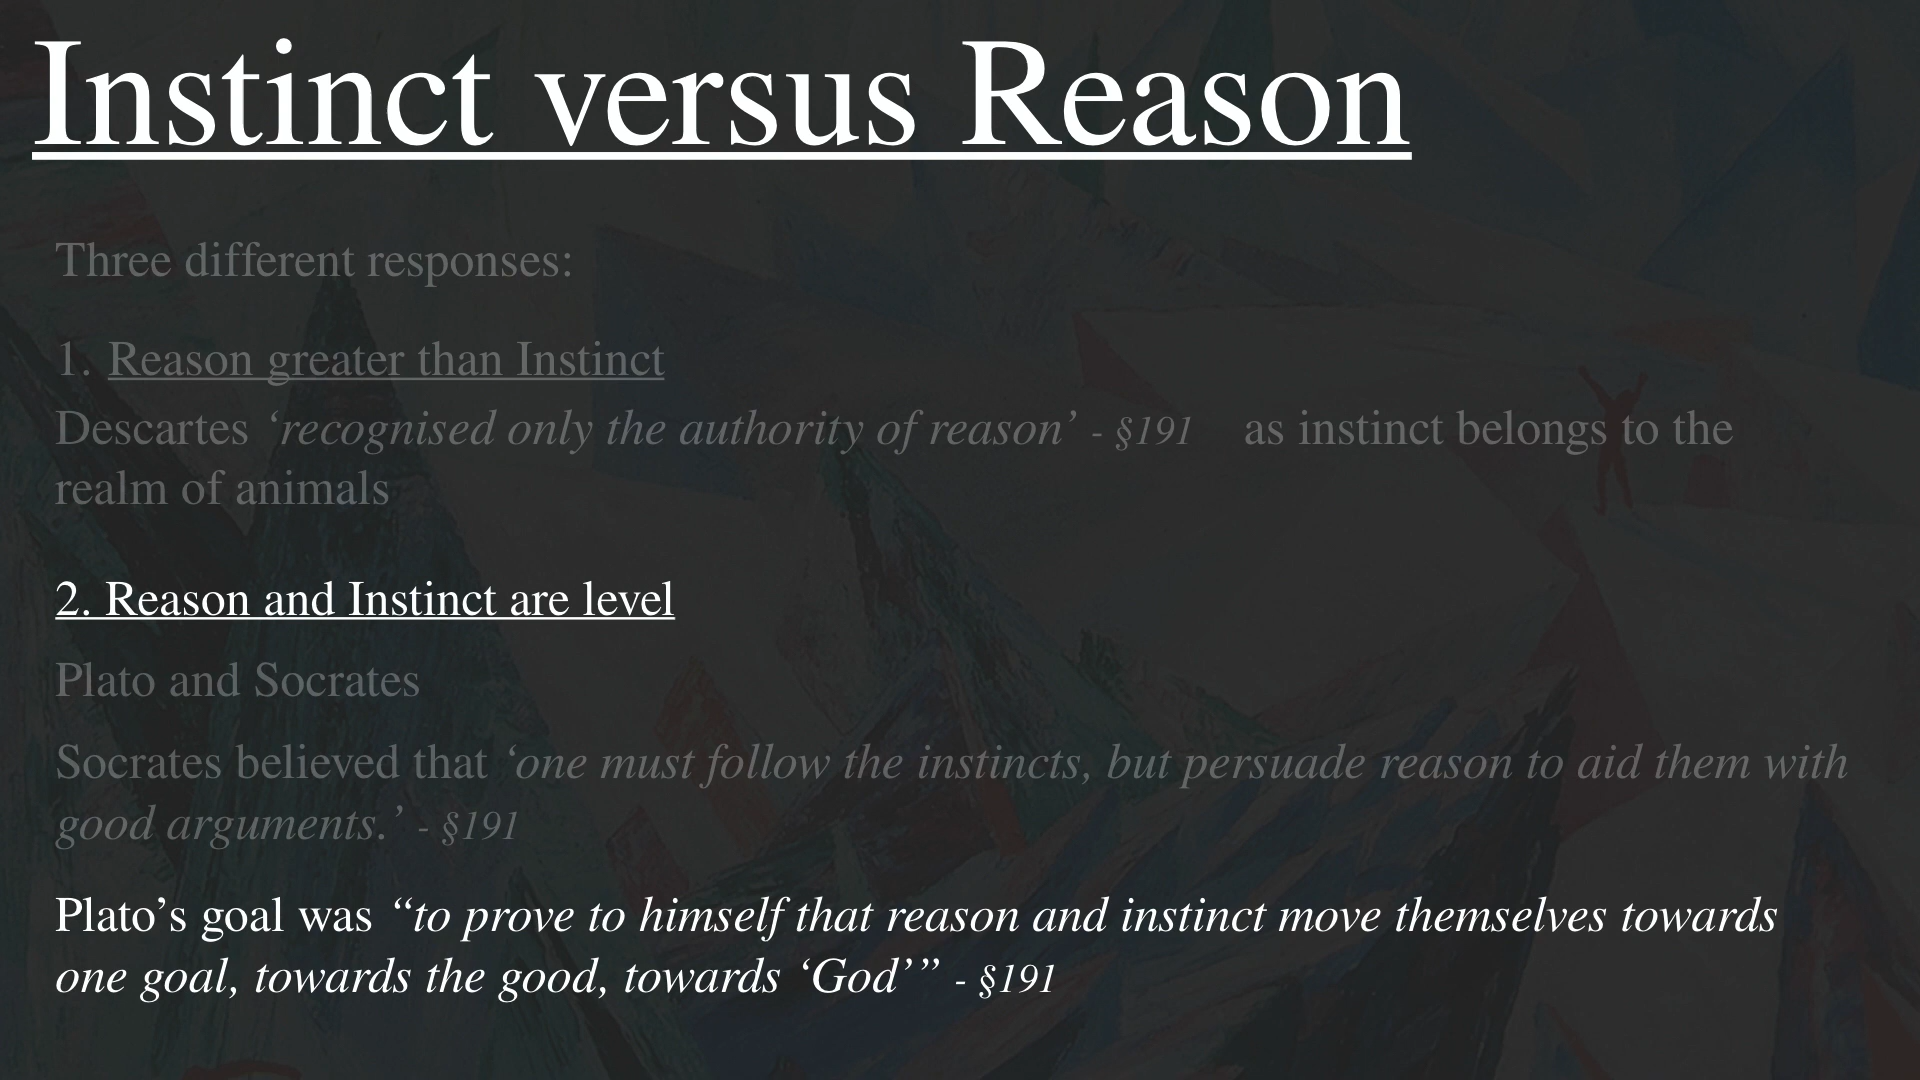 Instinct versus Reason
Three different responses:
1. Reason greater than Instinct
Descartes ‘recognised only the authority of reason’ - §191 as instinct belongs to the
realm of animals
2. Reason and Instinct are level
Plato and Socrates
Socrates believed that ‘one must follow the instincts, but persuade reason to aid them with
good arguments.’ - §191
Plato’s goal was “to prove to himself that reason and instinct move themselves towards
one goal, towards the good, towards ‘God’” - §191